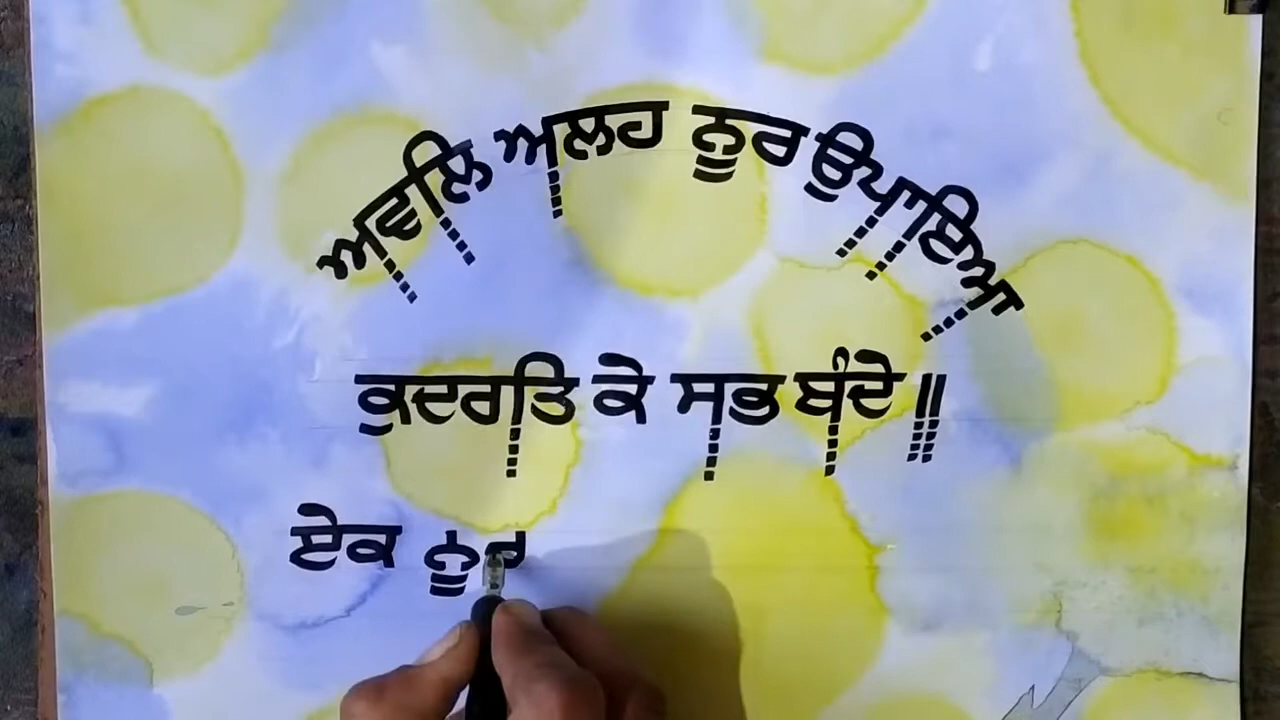 ਅਵਲਿ ਅਲਹ ਨੂਰ ਉਪਾਇਆ
ਕੁਦਰਤਿ ਕੇ ਸਭ ਬੰਦੇ ॥
ਏਕ ਨੂਰ